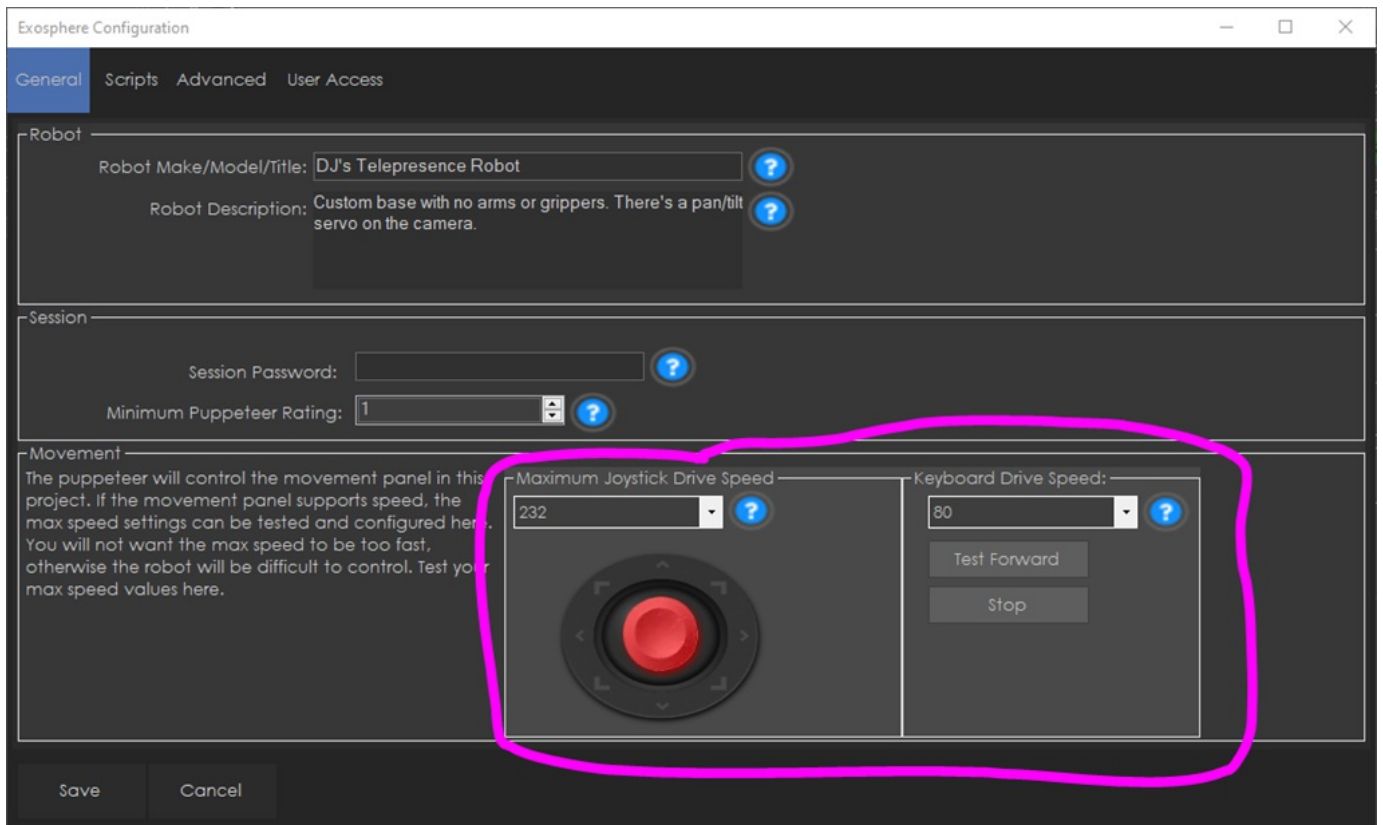 Exosphere Configuration
General Scripts Advanced User Access
Robot
Robot Make/Model/Title: DJ's Telepresence Robot ?
Robot Description: Custom base with no arms or grippers. There's a pan/tilt ?
servo on the camera.
Session
Session Password: ?
Minimum Puppeteer Rating: 1 ?
Movement
The puppeteer will control the movement panel in this
project. If the movement panel supports speed, the
max speed settings can be tested and configured here.
You will not want the max speed to be too fast,
otherwise the robot will be difficult to control. Test your
max speed values here.
Maximum Joystick Drive Speed
232 ?
Keyboard Drive Speed:
80 ?
Test Forward
Stop
Save Cancel